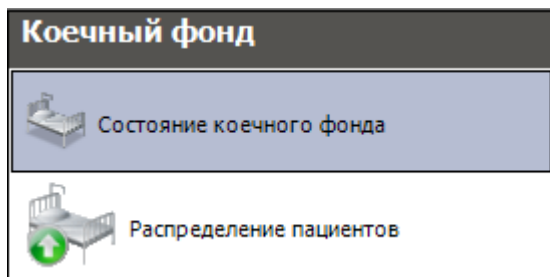 Коечный фонд
Состояние коечного фонда
Распределение пациентов